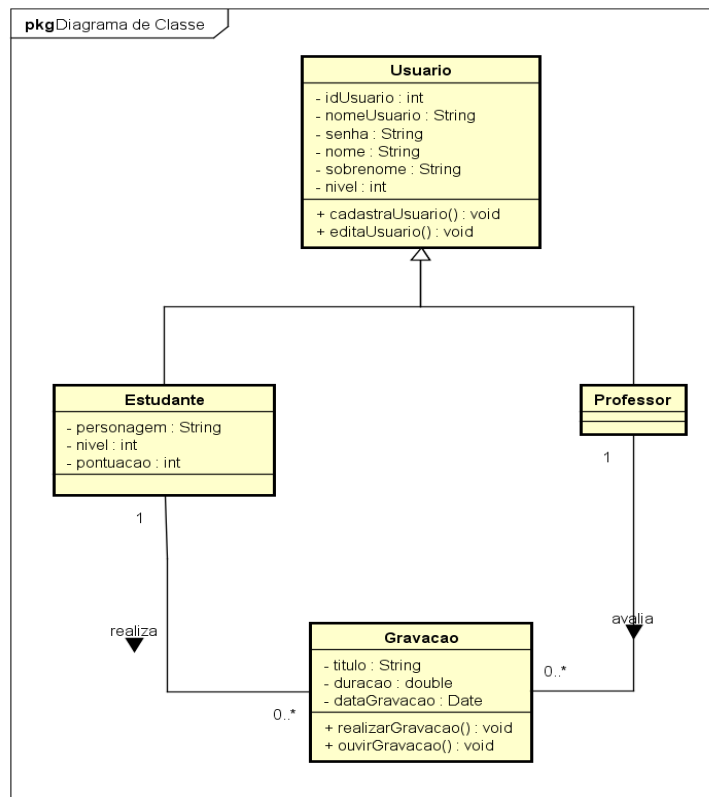 pkg Diagrama de Classe
Usuario
- idUsuario : int
- nomeUsuario : String
- senha : String
- nome : String
- sobrenome : String
- nivel : int
+ cadastraUsuario() : void
+ editaUsuario() : void
Estudante
- personagem : String
- nivel : int
- pontuacao : int
Professor
1
1
realiza
avalia
Gravacao
- titulo : String
- duracao : double
- dataGravacao : Date
+ realizarGravacao() : void
+ ouvirGravacao() : void
0..*
0..*